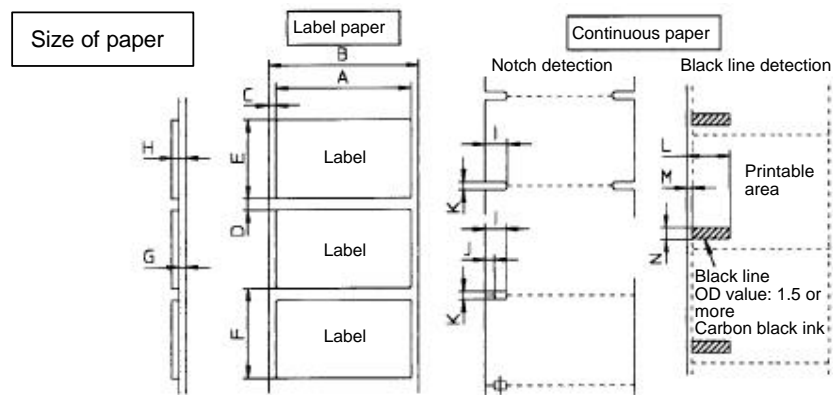 Size of paper
Label paper
Continuous paper
Notch detection
Black line detection
B
A
C
H
E
Label
D
G
Label
F
Label
I
K
I
J
K
L
M
N
Printable
area
Black line
OD value: 1.5 or
more
Carbon black ink